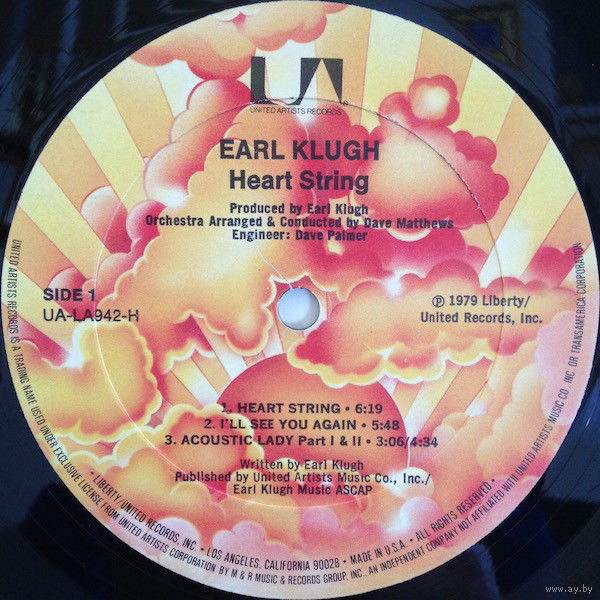 UA®
UNITED ARTISTS RECORDS
EARL KLUGH
Heart String
Produced by Earl Klugh
Orchestra Arranged & Conducted by Dave Matthews
Engineer: Dave Palmer
SIDE 1
UA-LA942-H
℗ 1979 Liberty/
United Records, Inc.
1. HEART STRING • 6:19
2. I'LL SEE YOU AGAIN • 5:48
3. ACOUSTIC LADY Part I & II • 3:06/4:34
Written by Earl Klugh
Published by United Artists Music Co., Inc./
Earl Klugh Music ASCAP
• LIBERTY/UNITED RECORDS, INC. • LOS ANGELES, CALIFORNIA 90028 • MADE IN U.S.A. • ALL RIGHTS RESERVED •
UNITED ARTISTS RECORDS IS A TRADING NAME USED UNDER EXCLUSIVE LICENSE FROM UNITED ARTISTS CORPORATION BY M & R MUSIC & RECORDS GROUP, INC., AN INDEPENDENT COMPANY NOT AFFILIATED WITH UNITED ARTISTS MUSIC CO., INC. OR TRANSAMERICA CORPORATION.
www.ay.by